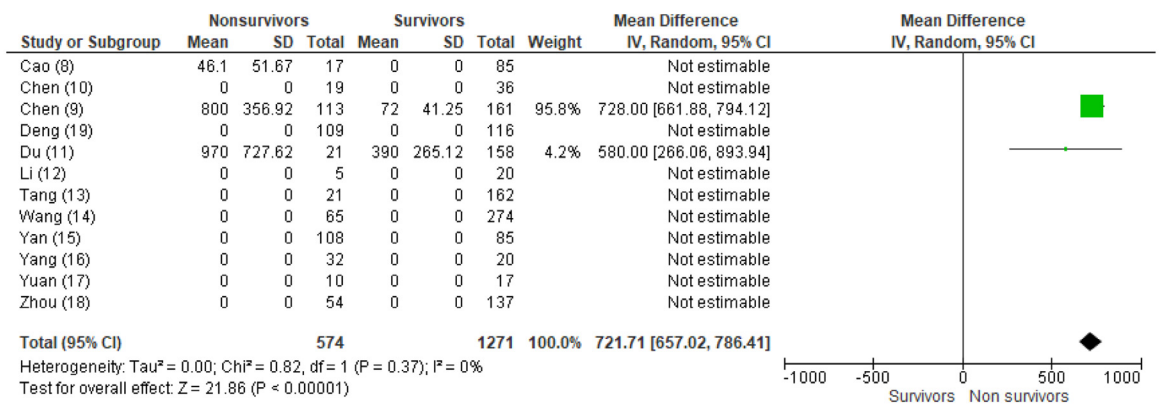 Nonsurvivors Survivors Mean Difference Mean Difference
Study or Subgroup Mean SD Total Mean SD Total Weight IV, Random, 95% CI IV, Random, 95% CI
Cao (8) 46.1 51.67 17 0 0 85 Not estimable
Chen (10) 0 0 19 0 0 36 Not estimable
Chen (9) 800 356.92 113 72 41.25 161 95.8% 728.00 [661.88, 794.12]
Deng (19) 0 0 109 0 0 116 Not estimable
Du (11) 970 727.62 21 390 265.12 158 4.2% 580.00 [266.06, 893.94]
Li (12) 0 0 5 0 0 20 Not estimable
Tang (13) 0 0 21 0 0 162 Not estimable
Wang (14) 0 0 65 0 0 274 Not estimable
Yan (15) 0 0 108 0 0 85 Not estimable
Yang (16) 0 0 32 0 0 20 Not estimable
Yuan (17) 0 0 10 0 0 17 Not estimable
Zhou (18) 0 0 54 0 0 137 Not estimable
Total (95% CI) 574 1271 100.0% 721.71 [657.02, 786.41]
Heterogeneity: Tau² = 0.00; Chi² = 0.82, df = 1 (P = 0.37); I² = 0%
Test for overall effect: Z = 21.86 (P < 0.00001)
-1000 -500 0 500 1000
Survivors Non survivors